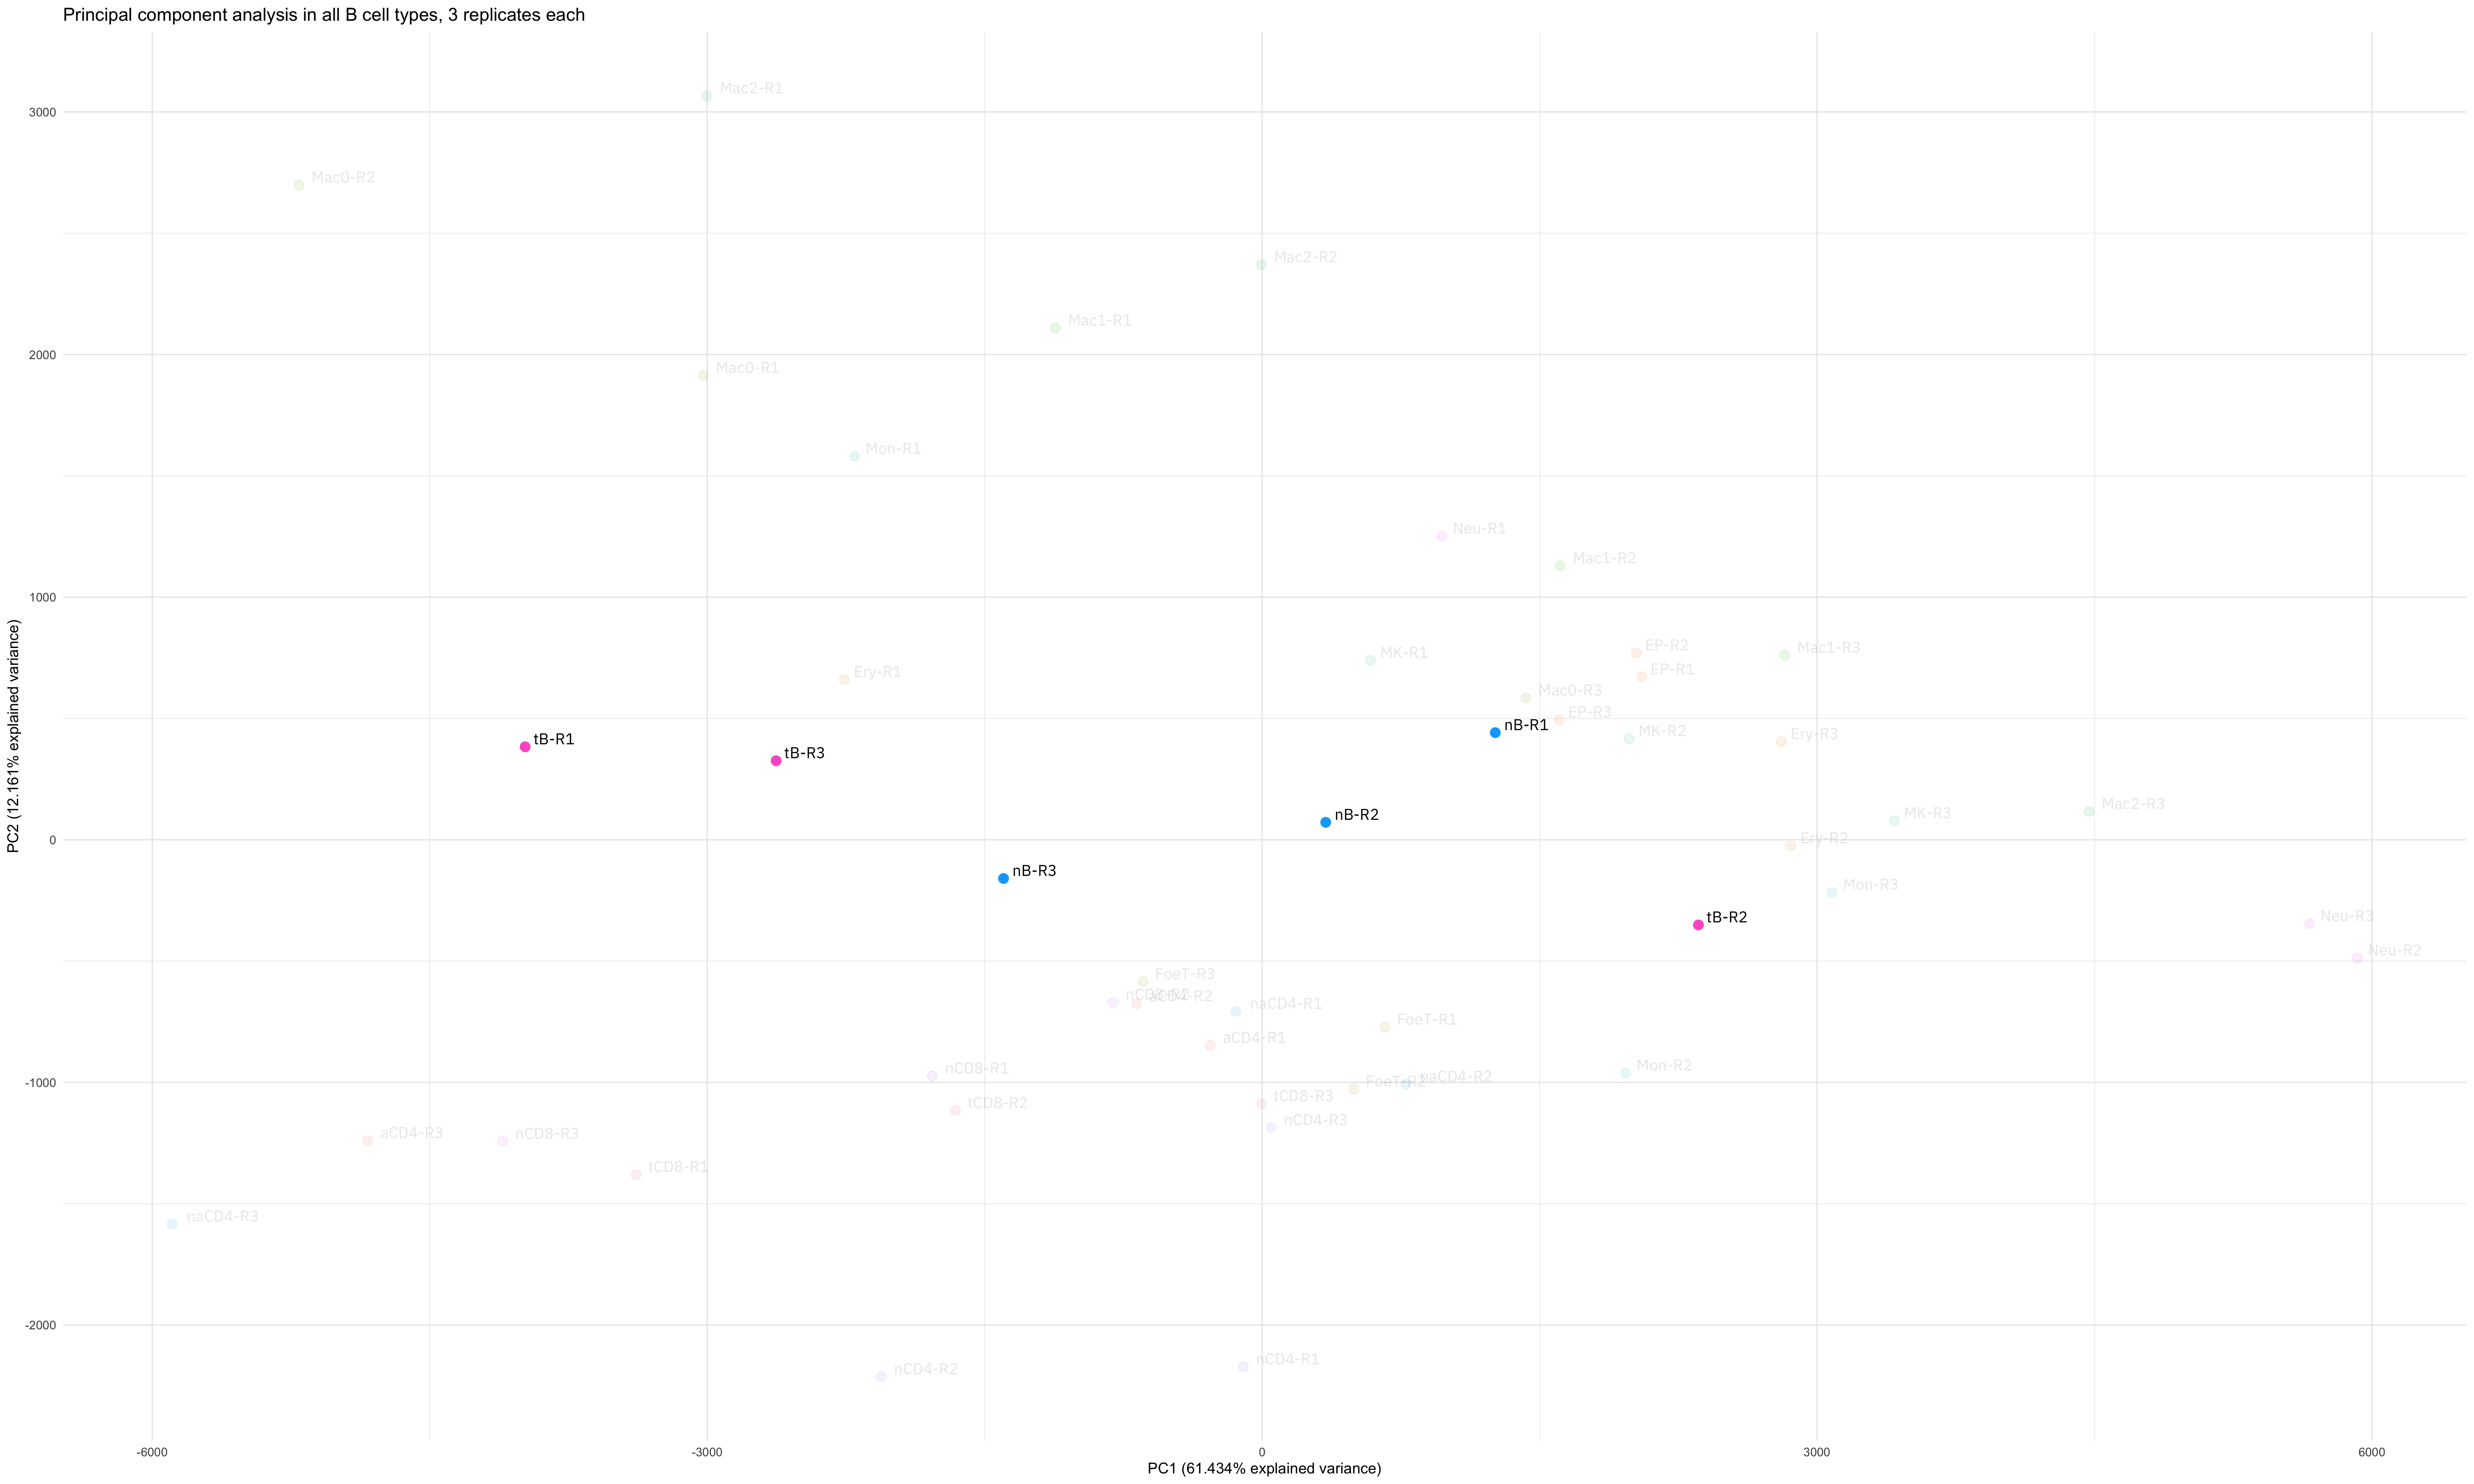 Principal component analysis in all B cell types, 3 replicates each
Mac2-R1
3000
Mac0-R2
Mac2-R2
Mac1-R1
2000
Mac0-R1
Mon-R1
Neu-R1
Mac1-R2
1000
MK-R1
EP-R2
Mac1-R3
Ery-R1
EP-R1
Mac0-R3
EP-R3
nB-R1
MK-R2
Ery-R3
tB-R1
tB-R3
Mac2-R3
nB-R2
MK-R3
0
Ery-R2
nB-R3
Mon-R3
tB-R2
Neu-R3
Neu-R2
FoeT-R3
nCD8-R2
aCD4-R2
naCD4-R1
FoeT-R1
aCD4-R1
nCD8-R1
Mon-R2
-1000
FoeT-R2
naCD4-R2
tCD8-R2
tCD8-R3
nCD4-R3
aCD4-R3
nCD8-R3
tCD8-R1
naCD4-R3
-2000
nCD4-R2
nCD4-R1
-6000
-3000
0
3000
6000
PC1 (61.434% explained variance)
PC2 (12.161% explained variance)